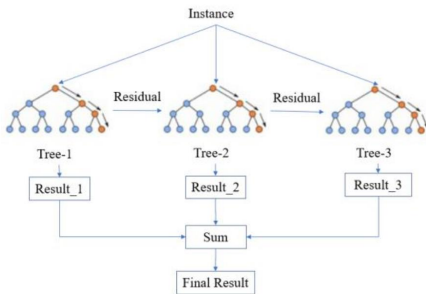 Instance
Residual
Residual
Tree-1
Tree-2
Tree-3
Result_1
Result_2
Result_3
Sum
Final Result